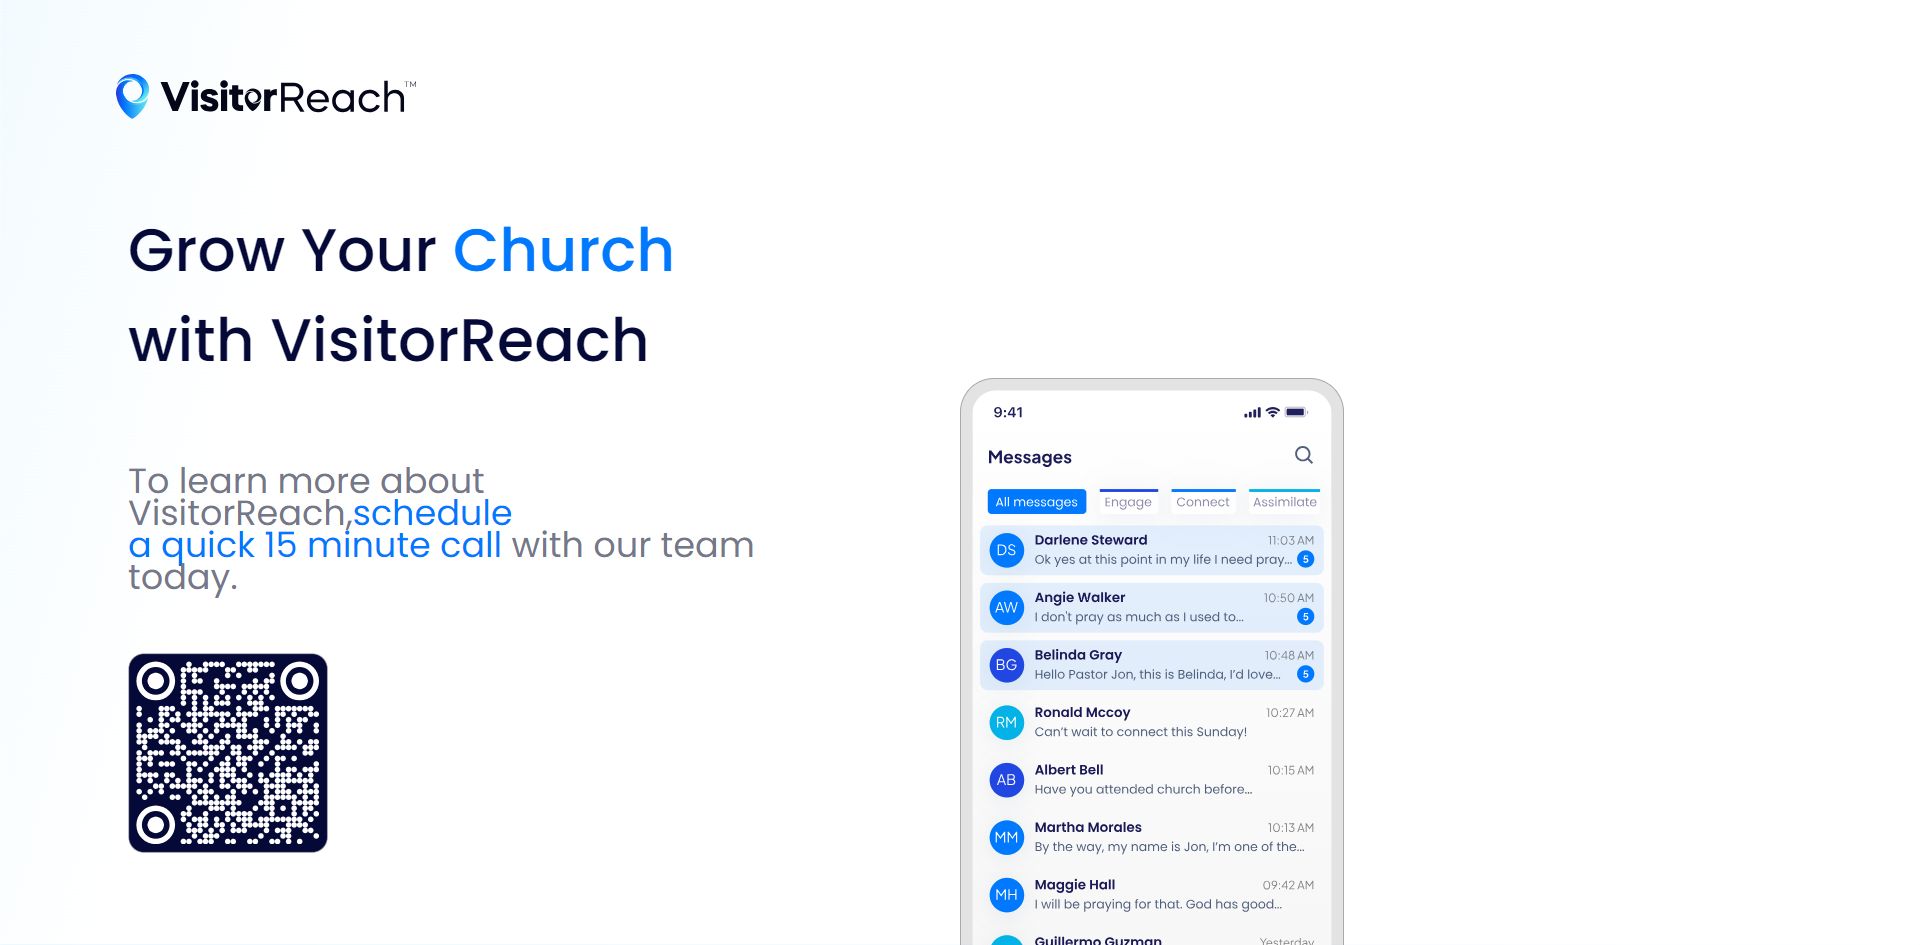 VisitorReach™
Grow Your Church
with VisitorReach
To learn more about
VisitorReach,schedule
a quick 15 minute call with our team
today.
9:41
Messages
All messages Engage Connect Assimilate
DS Darlene Steward 11:03 AM
Ok yes at this point in my life I need pray... 5
AW Angie Walker 10:50 AM
I don't pray as much as I used to... 5
BG Belinda Gray 10:48 AM
Hello Pastor Jon, this is Belinda, I'd love... 5
RM Ronald Mccoy 10:27 AM
Can't wait to connect this Sunday!
AB Albert Bell 10:15 AM
Have you attended church before...
MM Martha Morales 10:13 AM
By the way, my name is Jon, I'm one of the...
MH Maggie Hall 09:42 AM
I will be praying for that. God has good...
Guillermo Guzman Yesterday